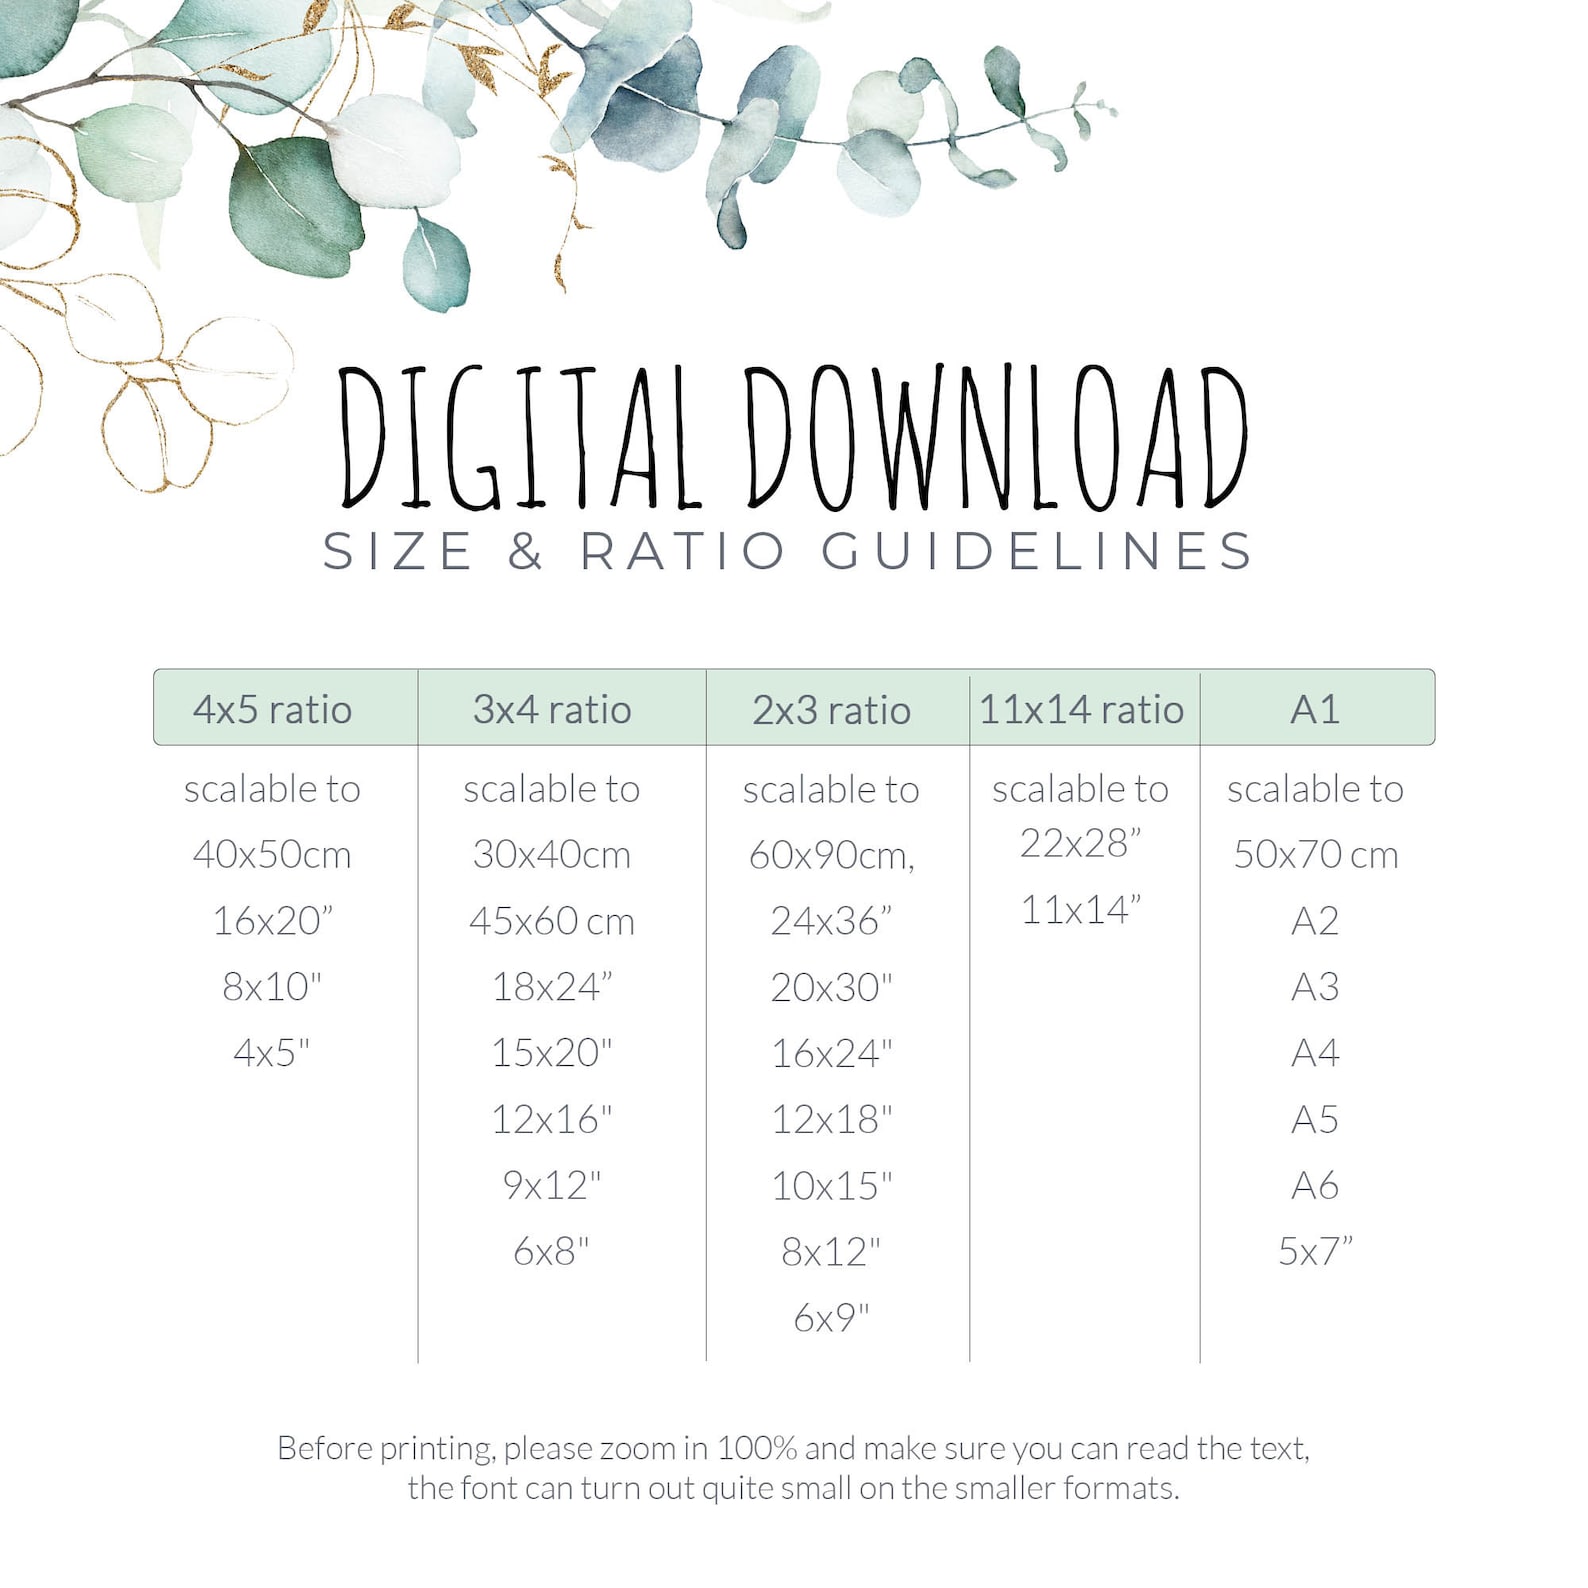 DIGITAL DOWNLOAD
SIZE & RATIO GUIDELINES
4x5 ratio
scalable to
40x50cm
16x20”
8x10"
4x5"
3x4 ratio
scalable to
30x40cm
45x60 cm
18x24”
15x20"
12x16"
9x12"
6x8"
2x3 ratio
scalable to
60x90cm,
24x36”
20x30"
16x24"
12x18"
10x15"
8x12"
6x9"
11x14 ratio
scalable to
22x28”
11x14”
A1
scalable to
50x70 cm
A2
A3
A4
A5
A6
5x7”
Before printing, please zoom in 100% and make sure you can read the text,
the font can turn out quite small on the smaller formats.